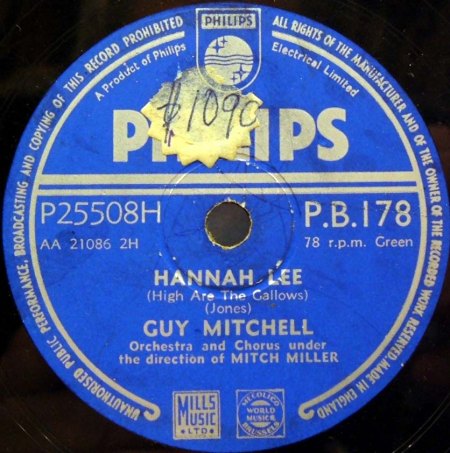 PHILIPS
UNAUTHORISED PUBLIC PERFORMANCE, BROADCASTING AND COPYING OF THIS RECORD PROHIBITED
ALL RIGHTS OF THE MANUFACTURER AND OF THE OWNER OF THE RECORDED WORK RESERVED. MADE IN ENGLAND
A Product of Philips
Electrical Limited
PHILIPS
P25508H
P.B.178
AA 21086 2H
78 r.p.m. Green
HANNAH LEE
(High Are The Gallows)
(Jones)
GUY MITCHELL
Orchestra and Chorus under
the direction of MITCH MILLER
MILLS
MUSIC
LTD
MECOLICO
WORLD
MUSIC
BRUSSELS